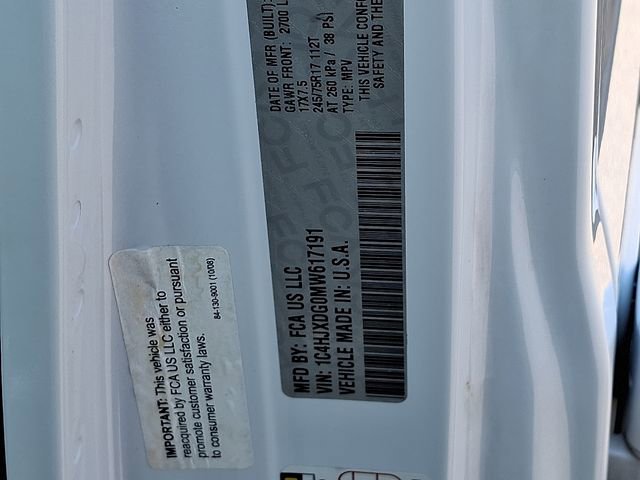 MFD BY: FCA US LLC
VIN: 1C4HJXDG0MW617191
VEHICLE MADE IN: U.S.A.
DATE OF MFR (BUILT):
GAWR FRONT: 2700 L
17X7.5
245/75R17 112T
AT 260 kPa / 38 PSI
TYPE: MPV
THIS VEHICLE CONF
SAFETY AND THE
IMPORTANT: This vehicle was
reacquired by FCA US LLC either to
promote customer satisfaction or pursuant
to consumer warranty laws.
84-130-9001 (10/08)